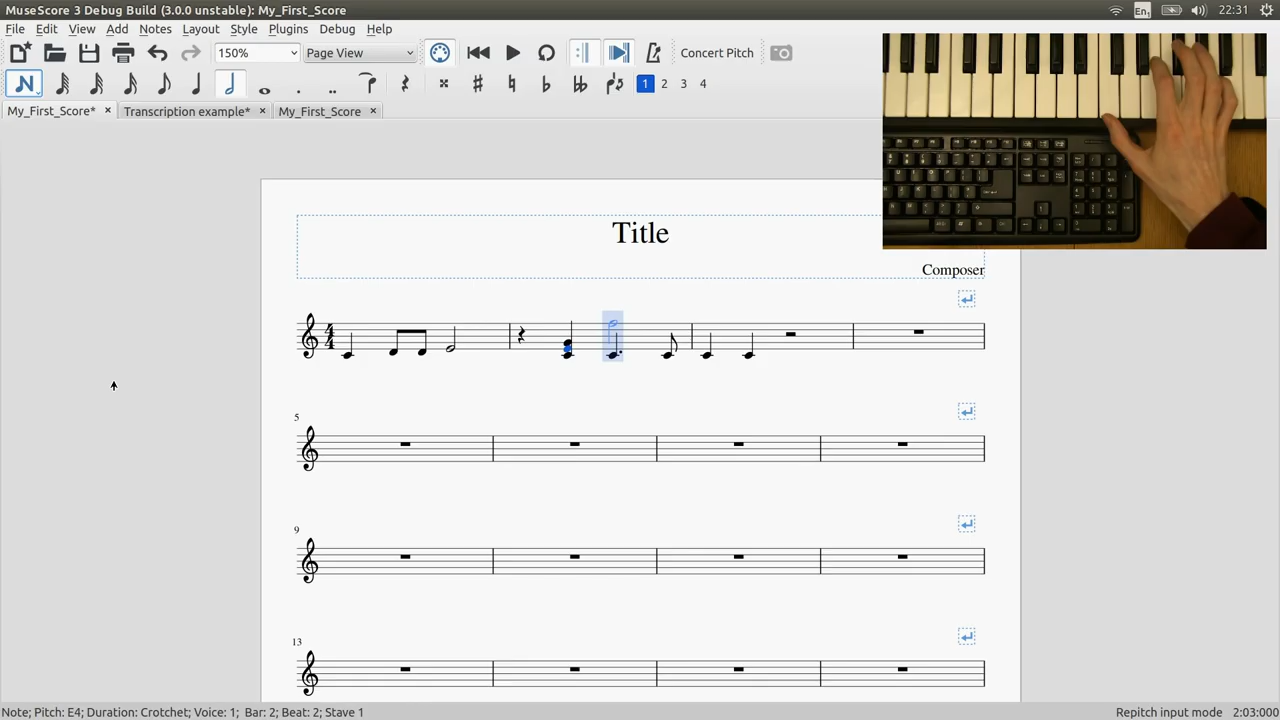 MuseScore 3 Debug Build (3.0.0 unstable): My_First_Score
En1
22:31
File Edit View Add Notes Layout Style Plugins Debug Help
150% Page View Concert Pitch
1 2 3 4
My_First_Score* × Transcription example* × My_First_Score ×
Title
Composer
4
4
5
9
13
Note; Pitch: E4; Duration: Crotchet; Voice: 1; Bar: 2; Beat: 2; Stave 1
Repitch input mode 2:03:000